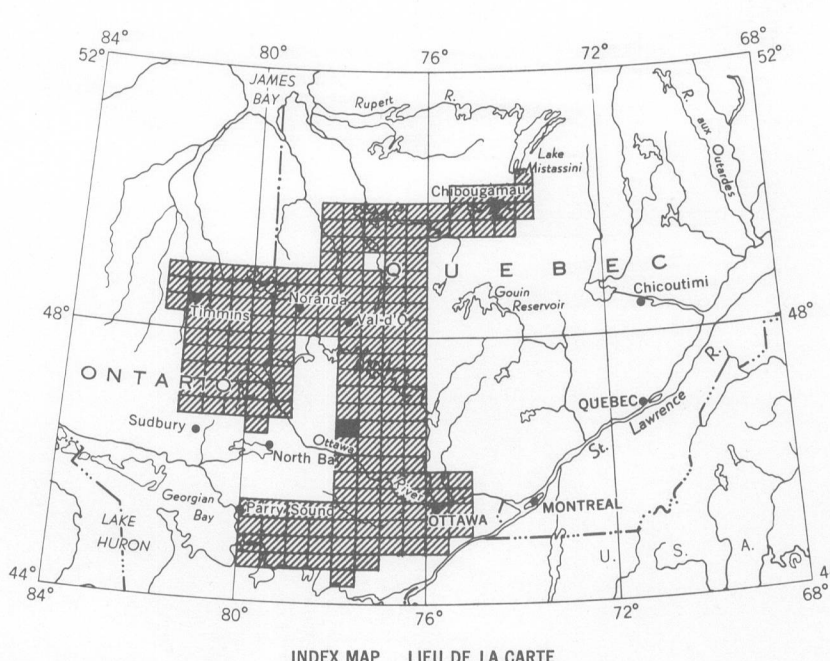 84° 80° 76° 72° 68°
52° 52°
JAMES
BAY
Rupert R.
R. aux Outardes
Lake
Mistassini
Chibougamau
QUEBEC
Gouin
Reservoir
Chicoutimi
Noranda
Timmins
Val-d'O
48° 48°
ONTARIO
QUEBEC
R.
Lawrence
St.
Sudbury
Ottawa
North Bay
River
Georgian
Bay
Parry Sound
OTTAWA
MONTREAL
LAKE
HURON
U. S. A.
44° 4
84° 80° 76° 72° 68°
INDEX MAP LIEU DE LA CARTE